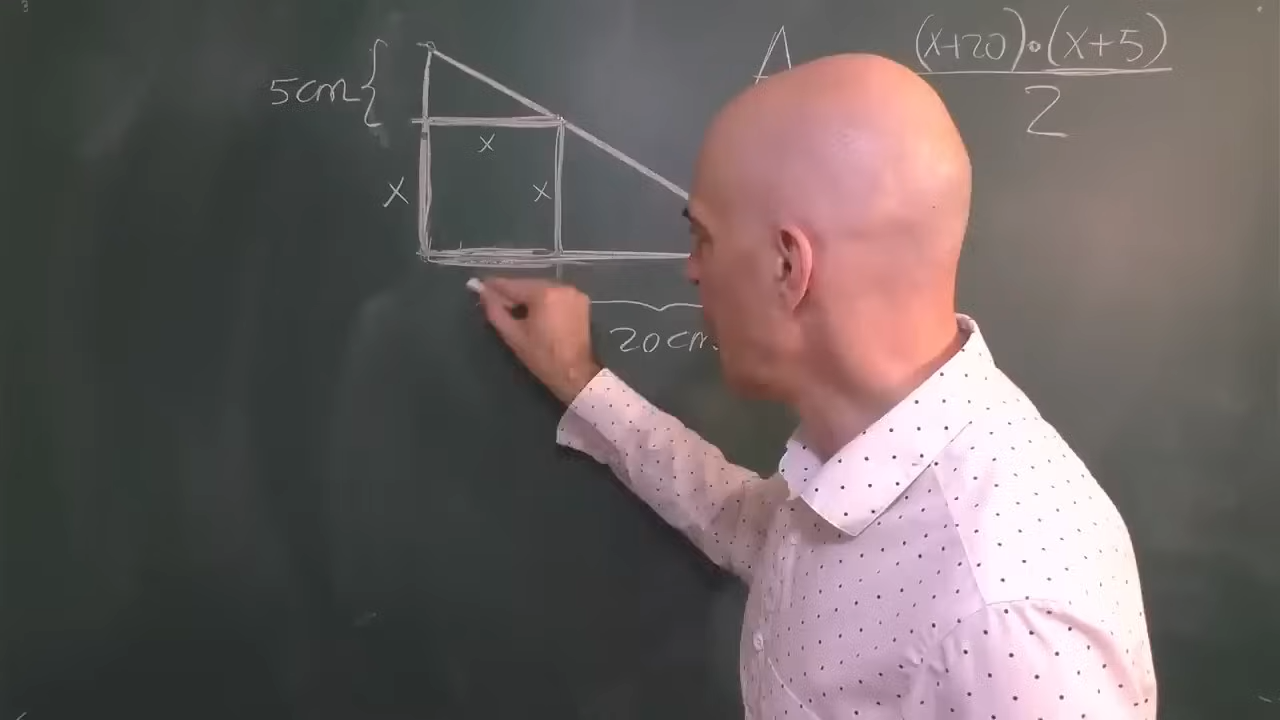 5cm
x
x
x
20cm
A
(x+20)•(x+5)
2